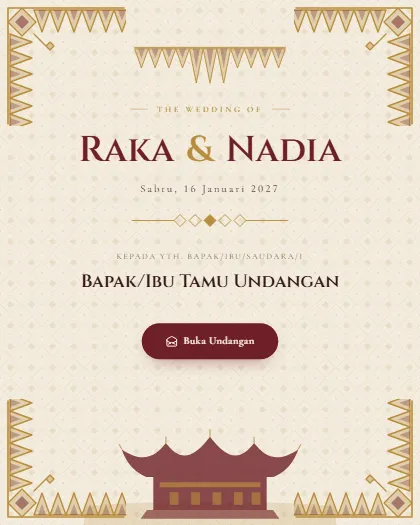 THE WEDDING OF
RAKA & NADIA
Sabtu, 16 Januari 2027
KEPADA YTH. BAPAK/IBU/SAUDARA/I
BAPAK/IBU TAMU UNDANGAN
Buka Undangan